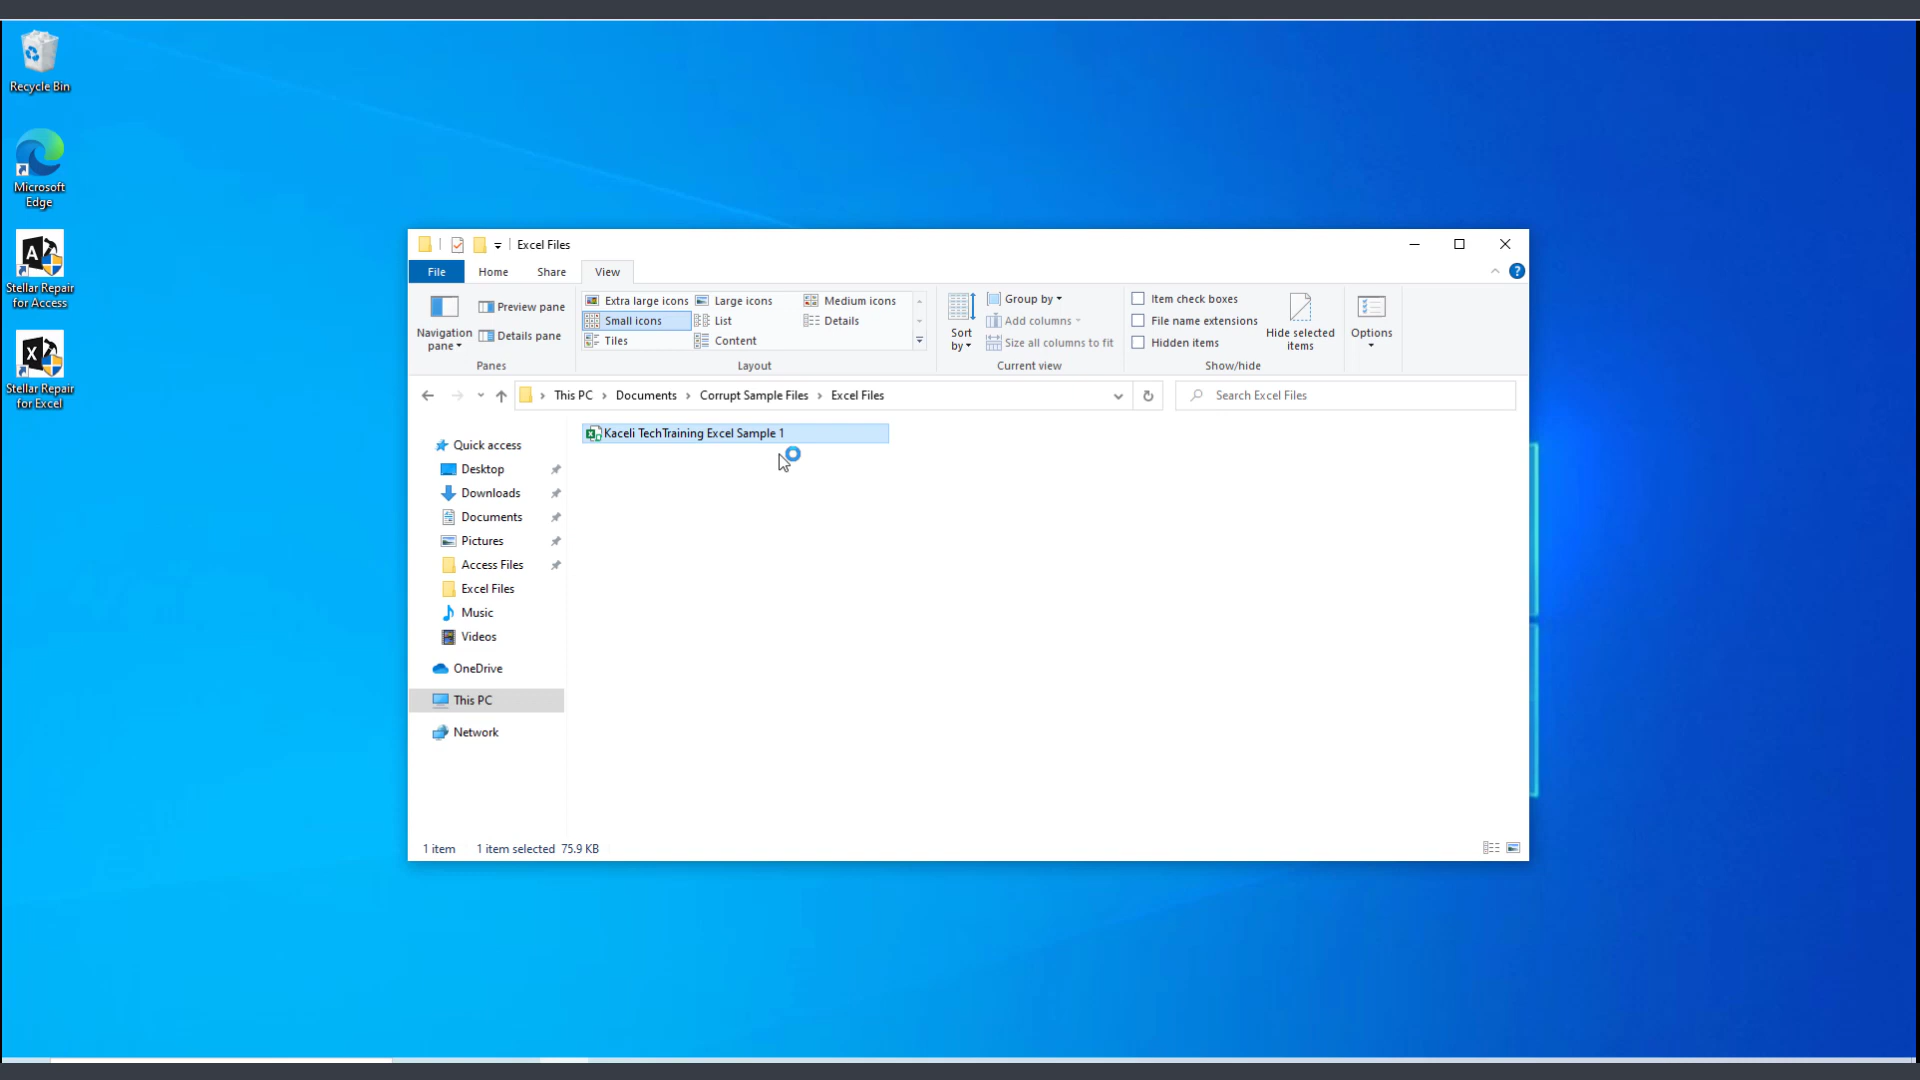 Recycle Bin
Microsoft
Edge
Stellar Repair
for Access
Stellar Repair
for Excel
Excel Files
File
Home
Share
View
Navigation
pane
Preview pane
Details pane
Panes
Extra large icons
Large icons
Medium icons
Small icons
List
Details
Tiles
Content
Layout
Sort
by
Group by
Add columns
Size all columns to fit
Current view
Item check boxes
File name extensions
Hidden items
Hide selected
items
Show/hide
Options
This PC
Documents
Corrupt Sample Files
Excel Files
Search Excel Files
Quick access
Desktop
Downloads
Documents
Pictures
Access Files
Excel Files
Music
Videos
OneDrive
This PC
Network
Kaceli TechTraining Excel Sample 1
1 item
1 item selected 75.9 KB